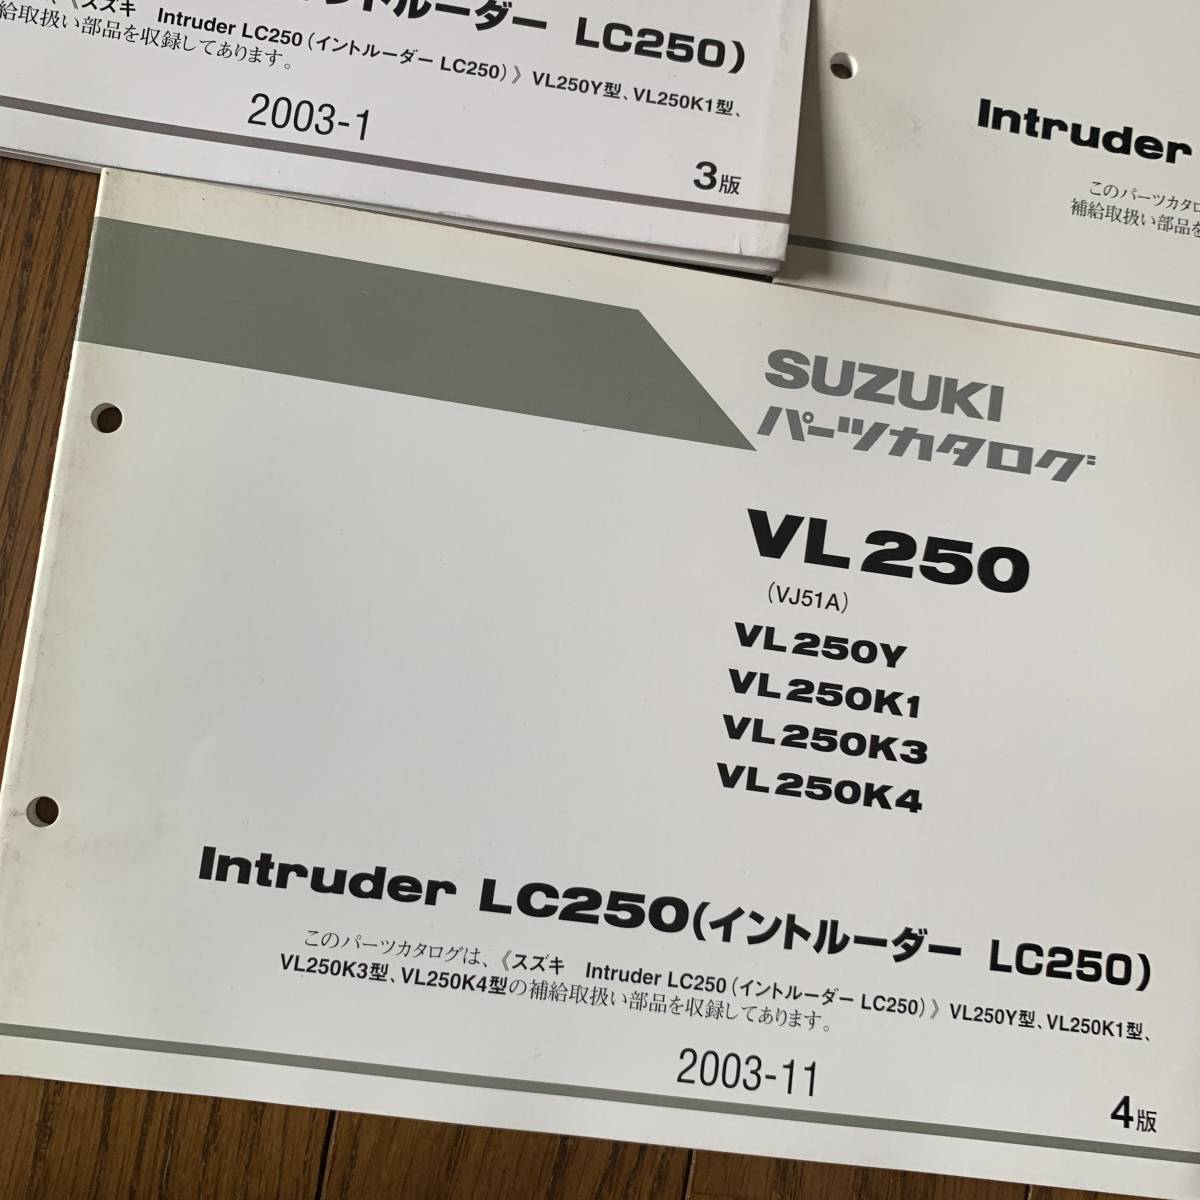 イントルーダー LC250)
《スズキ Intruder LC250(イントルーダー LC250)》VL250Y型、VL250K1型、
給取扱い部品を収録してあります。
2003-1
3版
Intruder
このパーツカタロ
補給取扱い部品を
SUZUKI
パーツカタログ
VL250
(VJ51A)
VL250Y
VL250K1
VL250K3
VL250K4
Intruder LC250(イントルーダー LC250)
このパーツカタログは、《スズキ Intruder LC250(イントルーダー LC250)》VL250Y型、VL250K1型、
VL250K3型、VL250K4型の補給取扱い部品を収録してあります。
2003-11
4版